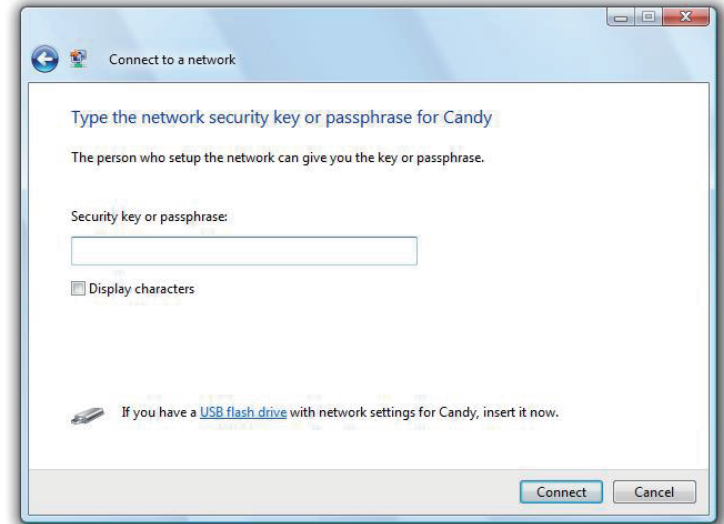 Connect to a network
Type the network security key or passphrase for Candy
The person who setup the network can give you the key or passphrase.
Security key or passphrase:
Display characters
If you have a USB flash drive with network settings for Candy, insert it now.
Connect Cancel